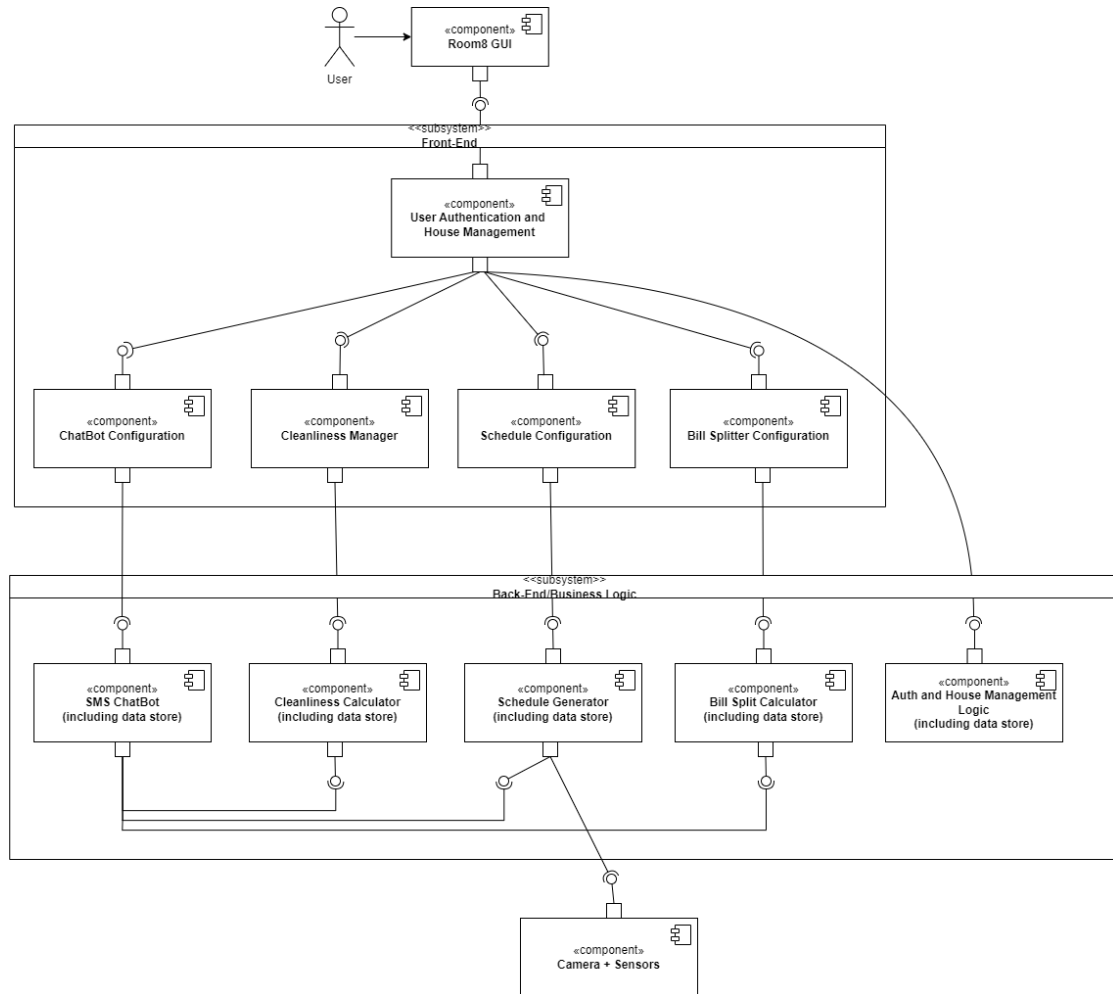 «component»
Room8 GUI
User
<<subsystem>>
Front-End
«component»
User Authentication and
House Management
«component»
ChatBot Configuration
«component»
Cleanliness Manager
«component»
Schedule Configuration
«component»
Bill Splitter Configuration
<<subsystem>>
Back-End/Business Logic
«component»
SMS ChatBot
(including data store)
«component»
Cleanliness Calculator
(including data store)
«component»
Schedule Generator
(including data store)
«component»
Bill Split Calculator
(including data store)
«component»
Auth and House Management
Logic
(including data store)
«component»
Camera + Sensors